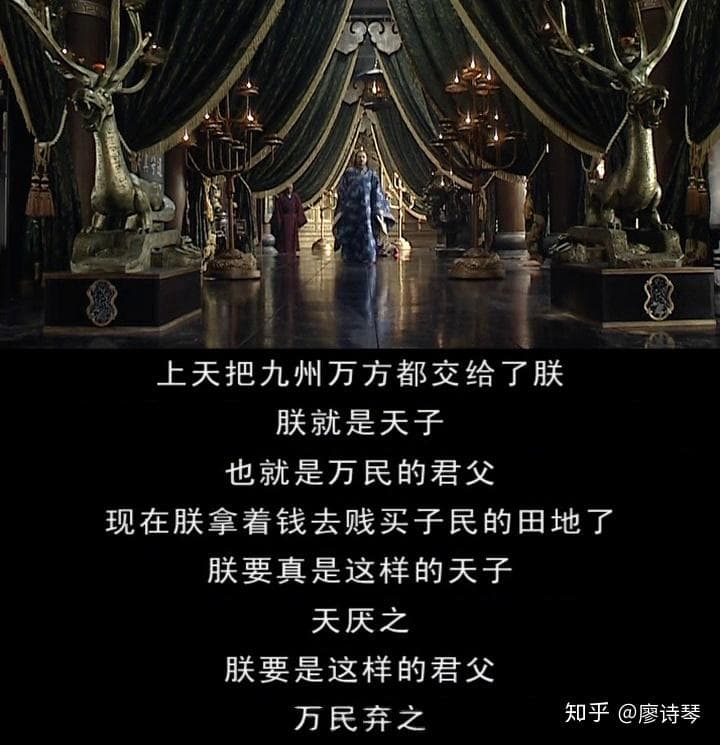 上天把九州万方都交给了朕
朕就是天子
也就是万民的君父
现在朕拿着钱去贱买子民的田地了
朕要真是这样的天子
天厌之
朕要是这样的君父
万民弃之
知乎 @廖诗琴